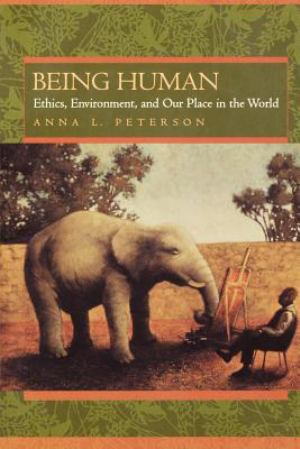 BEING HUMAN
Ethics, Environment, and Our Place in the World
ANNA L. PETERSON